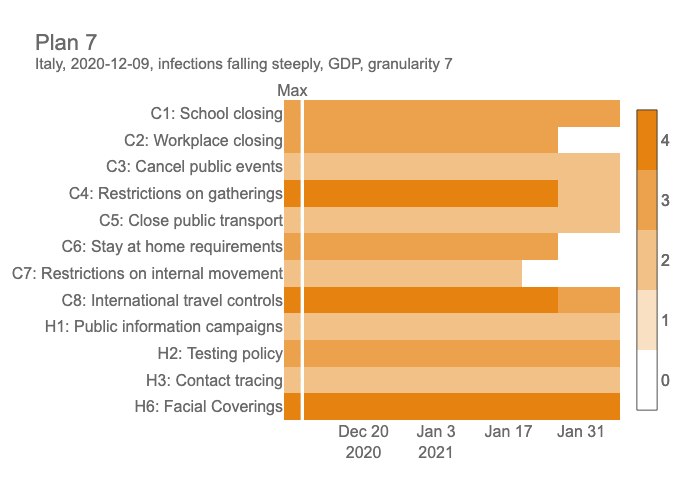 Plan 7
Italy, 2020-12-09, infections falling steeply, GDP, granularity 7
Max
C1: School closing
C2: Workplace closing
C3: Cancel public events
C4: Restrictions on gatherings
C5: Close public transport
C6: Stay at home requirements
C7: Restrictions on internal movement
C8: International travel controls
H1: Public information campaigns
H2: Testing policy
H3: Contact tracing
H6: Facial Coverings
Dec 20 Jan 3 Jan 17 Jan 31
2020 2021
4
3
2
1
0